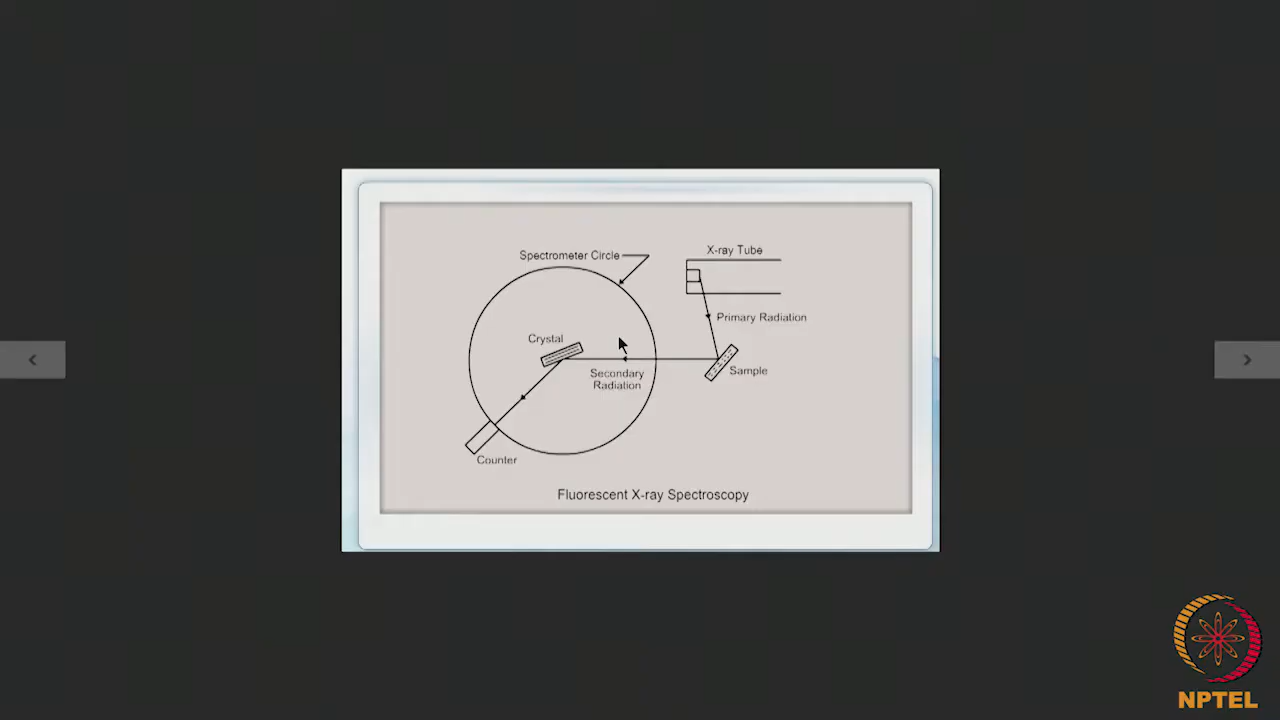 X-ray Tube
Spectrometer Circle
Primary Radiation
Crystal
Secondary
Radiation
Sample
Counter
Fluorescent X-ray Spectroscopy
NPTEL